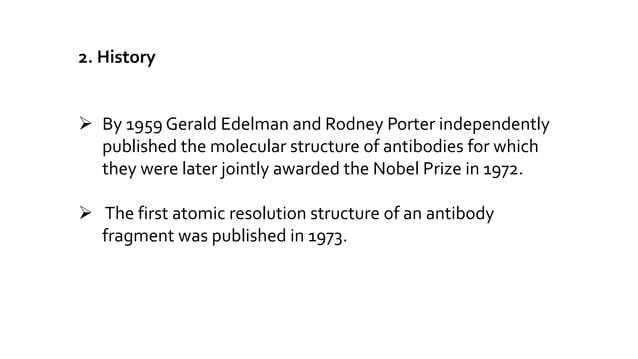 2. History
➢ By 1959 Gerald Edelman and Rodney Porter independently
published the molecular structure of antibodies for which
they were later jointly awarded the Nobel Prize in 1972.
➢ The first atomic resolution structure of an antibody
fragment was published in 1973.